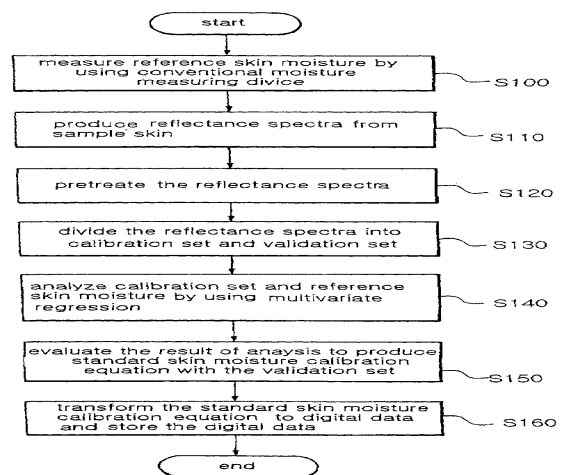 start
measure reference skin moisture by
using conventional moisture
measuring divice
S100
produce reflectance spectra from
sample skin
S110
pretreate the reflectance spectra
S120
divide the reflectance spectra into
calibration set and validation set
S130
analyze calibration set and reference
skin moisture by using multivariate
regression
S140
evaluate the result of anaysis to produce
standard skin moisture calibration
equation with the validation set
S150
transform the standard skin moisture
calibration equation to digital data
and store the digital data
S160
end